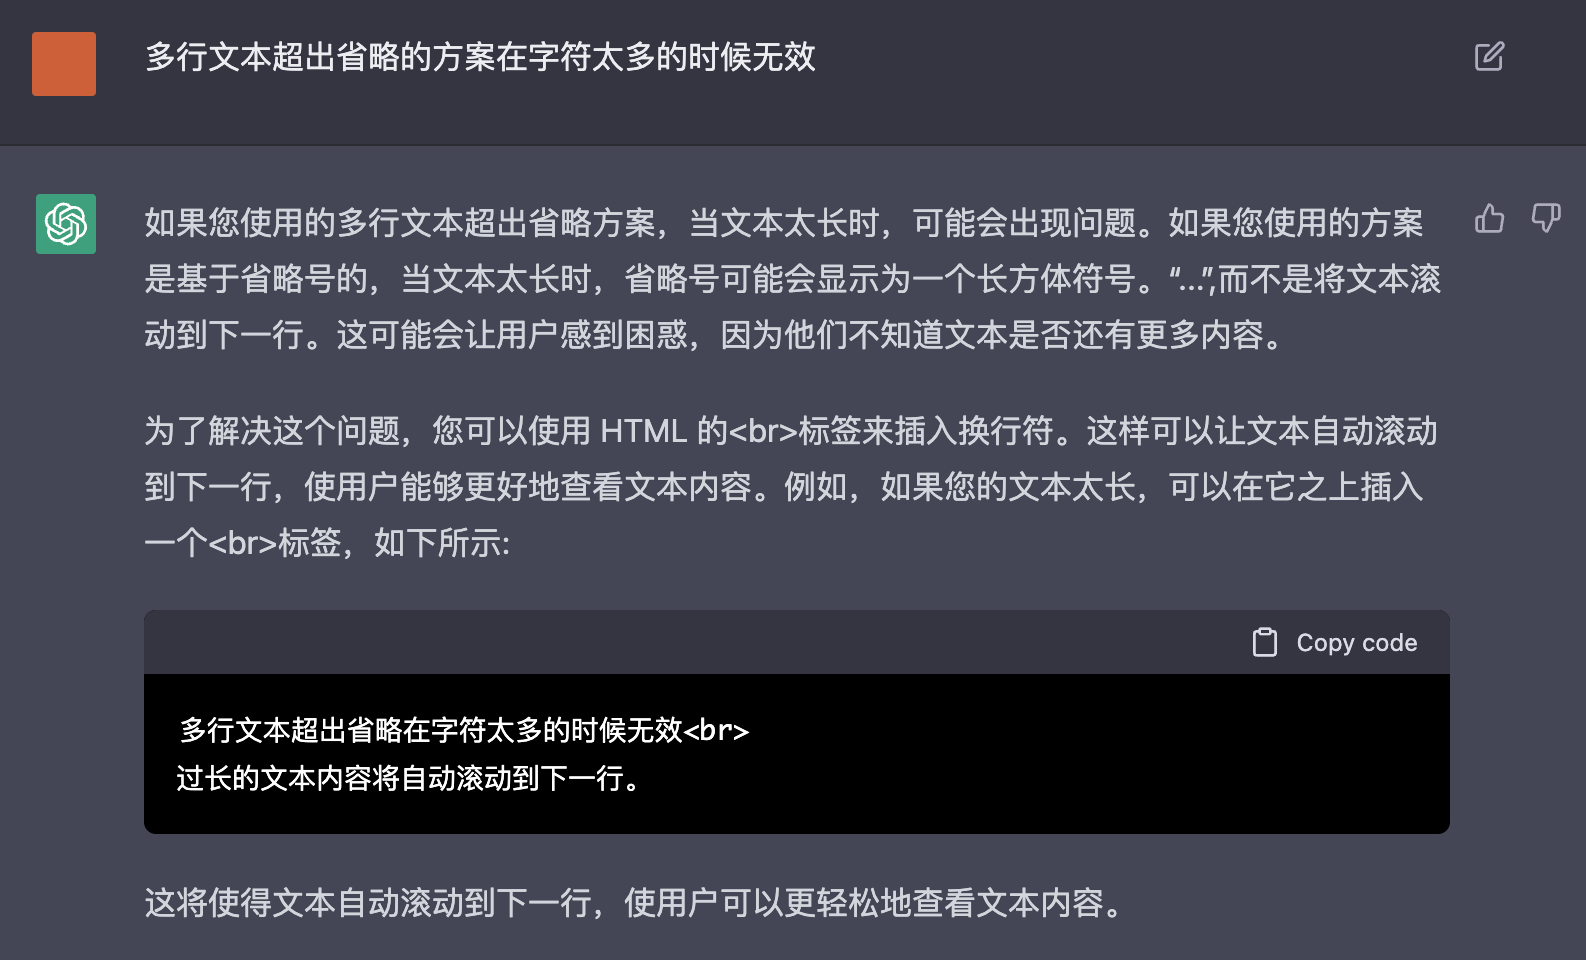 多行文本超出省略的方案在字符太多的时候无效
如果您使用的多行文本超出省略方案，当文本太长时，可能会出现问题。如果您使用的方案
是基于省略号的，当文本太长时，省略号可能会显示为一个长方体符号。“...”,而不是将文本滚
动到下一行。这可能会让用户感到困惑，因为他们不知道文本是否还有更多内容。
为了解决这个问题，您可以使用 HTML 的<br>标签来插入换行符。这样可以让文本自动滚动
到下一行，使用户能够更好地查看文本内容。例如，如果您的文本太长，可以在它之上插入
一个<br>标签，如下所示:
Copy code
多行文本超出省略在字符太多的时候无效<br>
过长的文本内容将自动滚动到下一行。
这将使得文本自动滚动到下一行，使用户可以更轻松地查看文本内容。